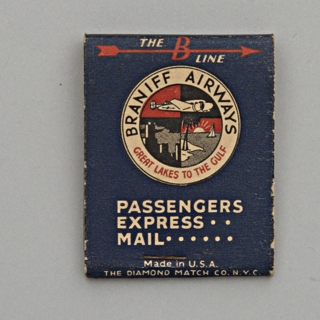 THE B LINE
BRANIFF AIRWAYS
GREAT LAKES TO THE GULF
PASSENGERS
EXPRESS • •
MAIL • • • • • •
Made in U.S.A.
THE DIAMOND MATCH CO. N.Y.C.